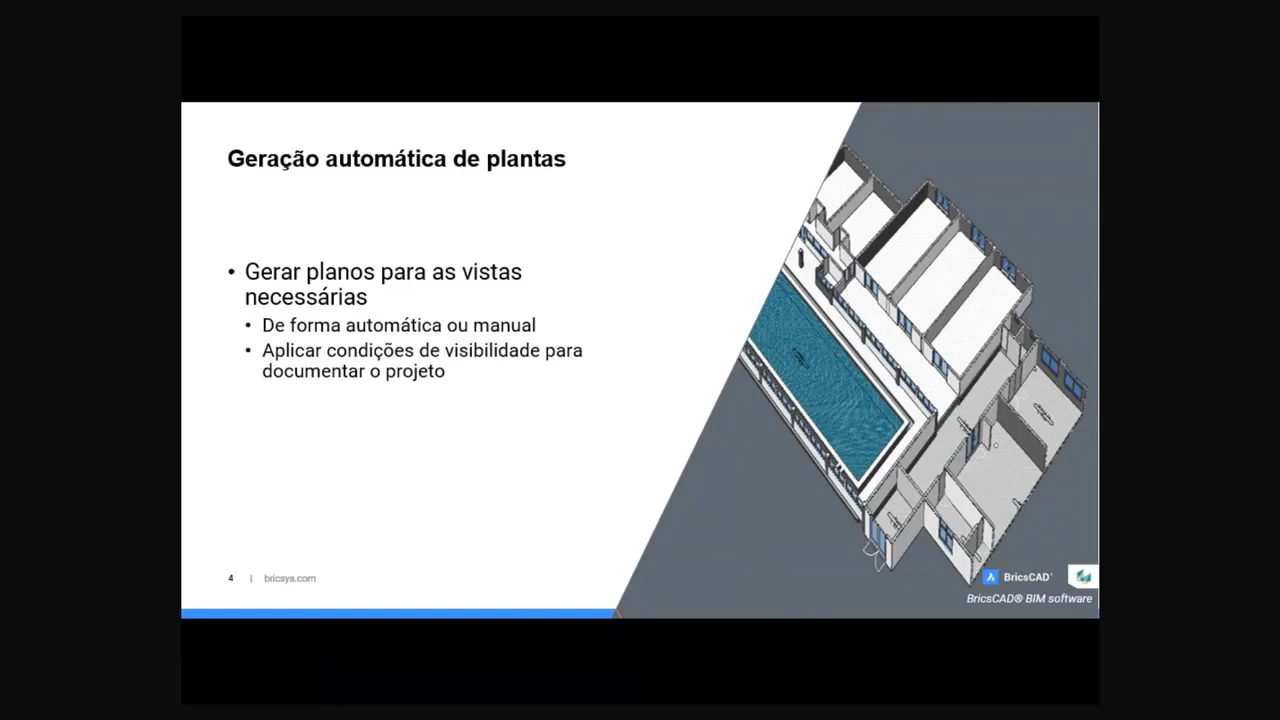 Geração automática de plantas
• Gerar planos para as vistas
necessárias
• De forma automática ou manual
• Aplicar condições de visibilidade para
documentar o projeto
4 | bricsys.com
BricsCAD®
BricsCAD® BIM software